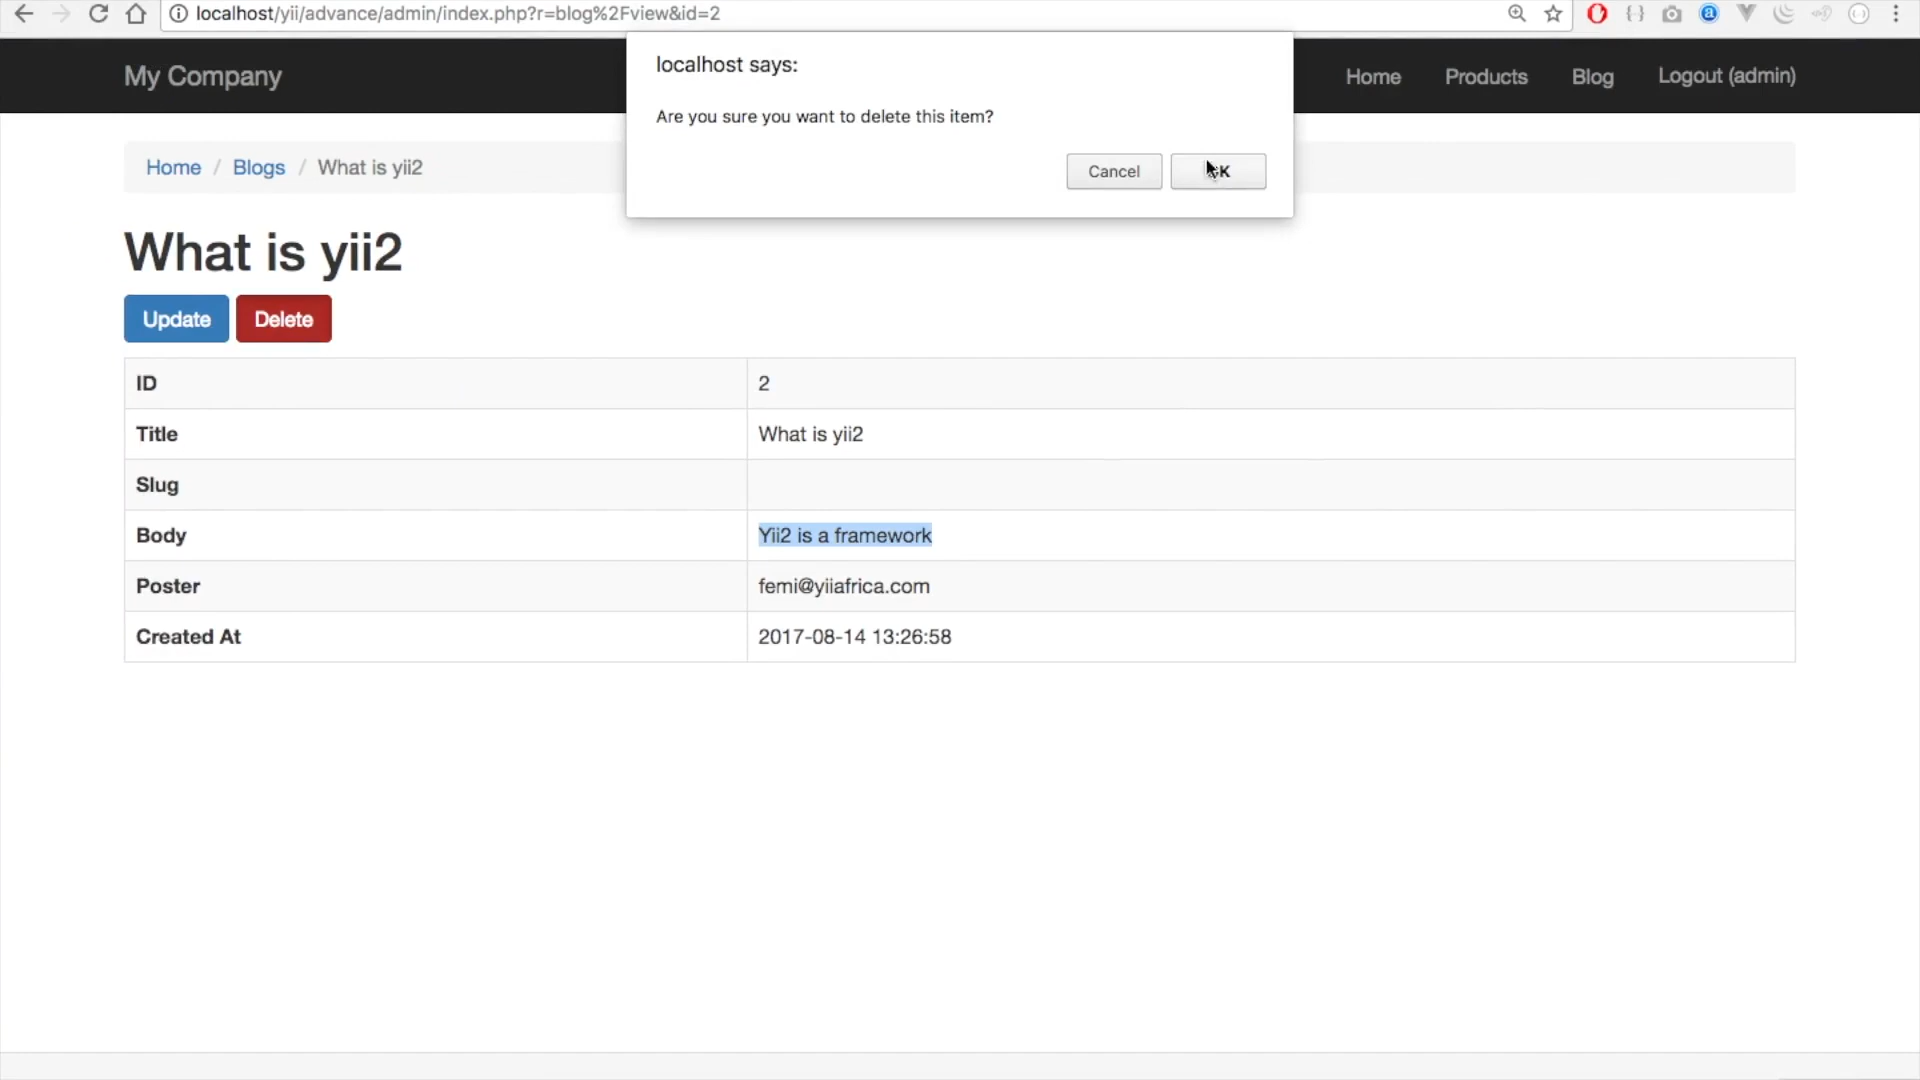 localhost/yii/advance/admin/index.php?r=blog%2Fview&id=2
localhost says:
Are you sure you want to delete this item?
Cancel
My Company
Home Products Blog Logout (admin)
Home / Blogs / What is yii2
What is yii2
Update Delete
ID 2
Title What is yii2
Slug
Body Yii2 is a framework
Poster femi@yiiafrica.com
Created At 2017-08-14 13:26:58